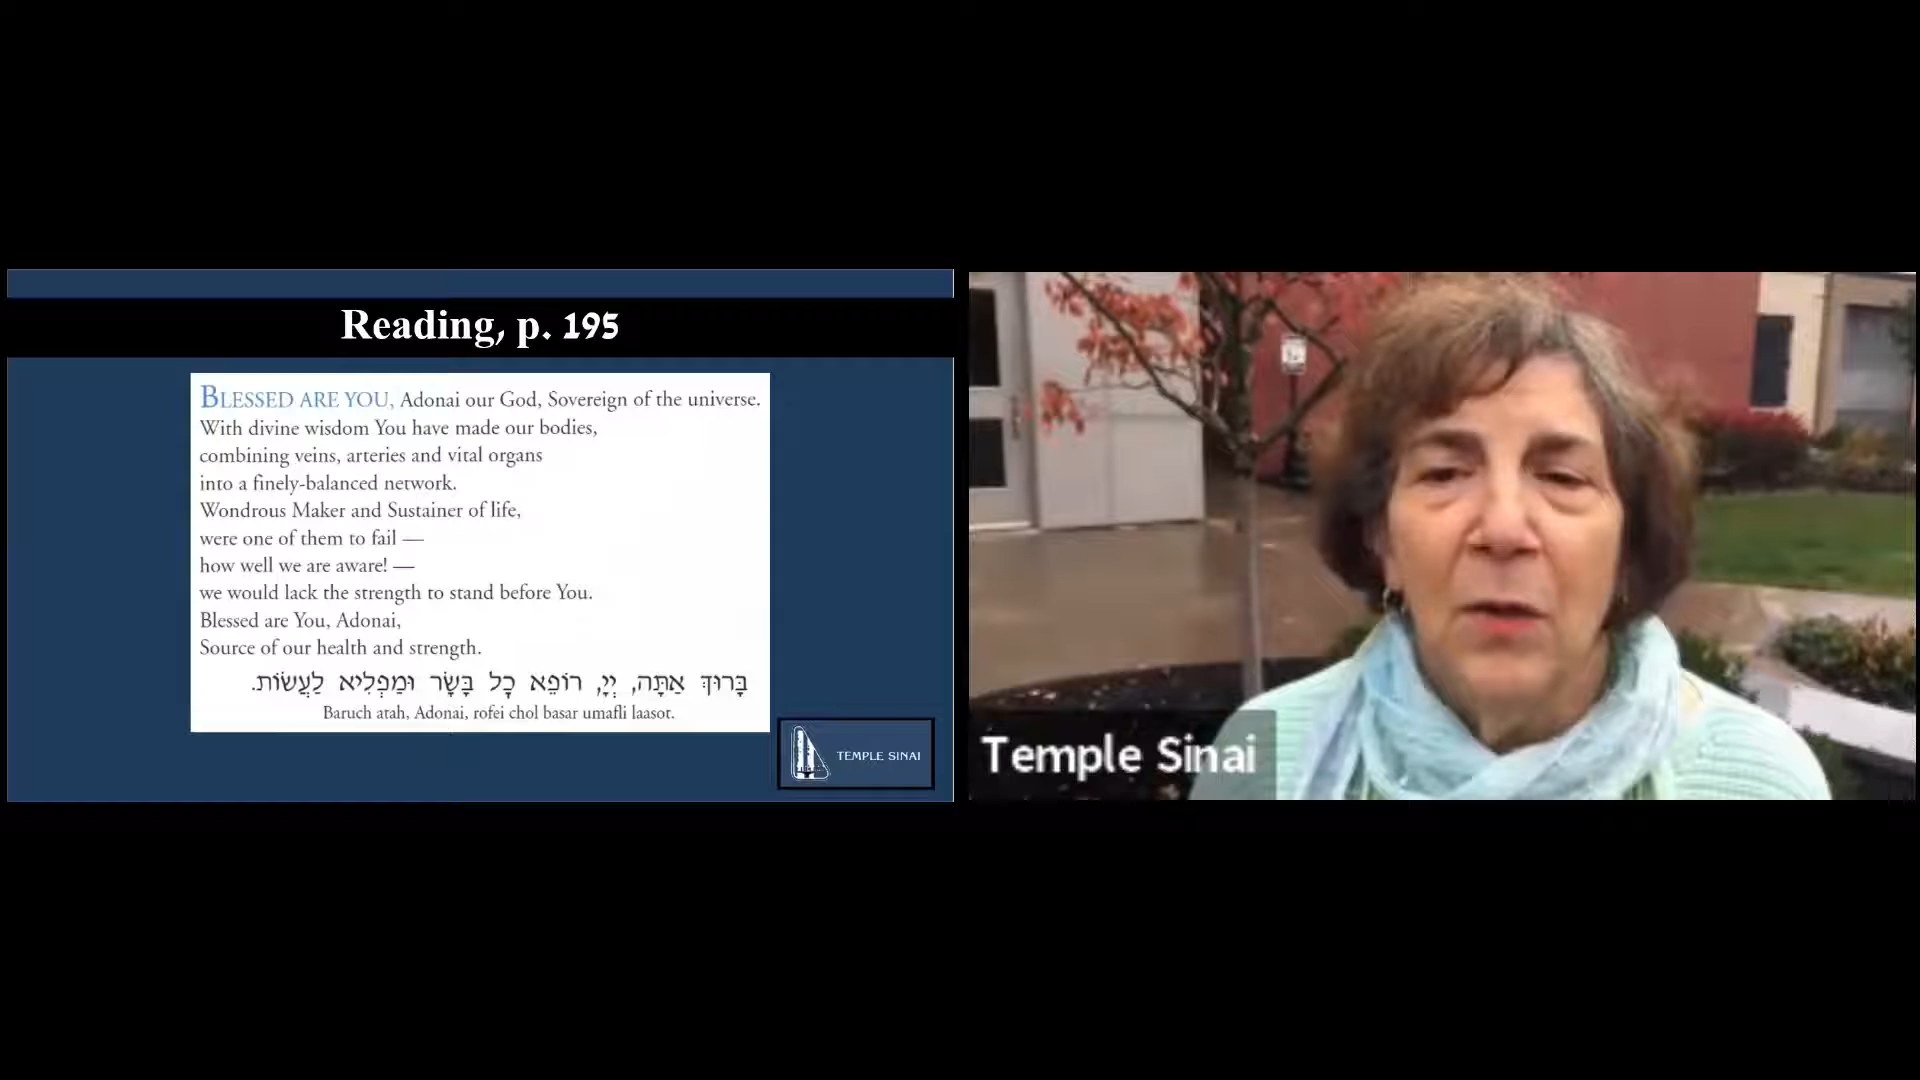 Reading, p. 195
BLESSED ARE YOU, Adonai our God, Sovereign of the universe.
With divine wisdom You have made our bodies,
combining veins, arteries and vital organs
into a finely-balanced network.
Wondrous Maker and Sustainer of life,
were one of them to fail —
how well we are aware! —
we would lack the strength to stand before You.
Blessed are You, Adonai,
Source of our health and strength.
בָּרוּךְ אַתָּה, יְיָ, רוֹפֵא כָל בָּשָׂר וּמַפְלִיא לַעֲשׂוֹת.
Baruch atah, Adonai, rofei chol basar umafli laasot.
TEMPLE SINAI
Temple Sinai